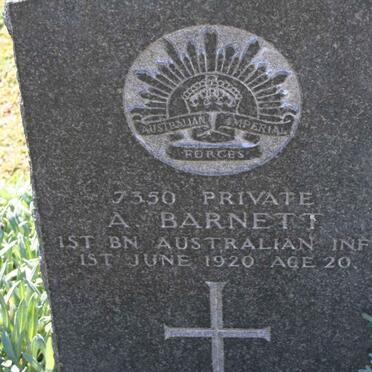 AUSTRALIAN IMPERIAL
FORCES
7350 PRIVATE
A. BARNETT
1ST BN AUSTRALIAN INF
1ST JUNE 1920 AGE 20.